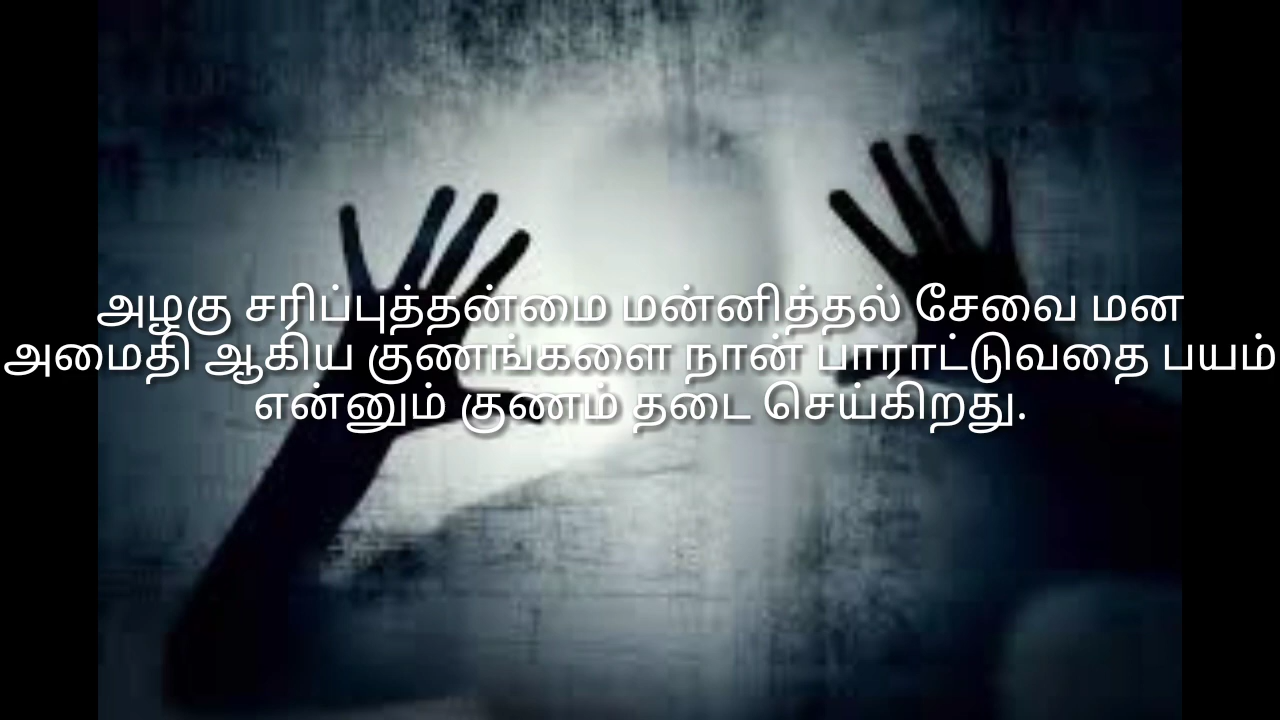 அழகு சரிப்புத்தன்மை மன்னித்தல் சேவை மன
அமைதி ஆகிய குணங்களை நான் பாராட்டுவதை பயம்
என்னும் குணம் தடை செய்கிறது.